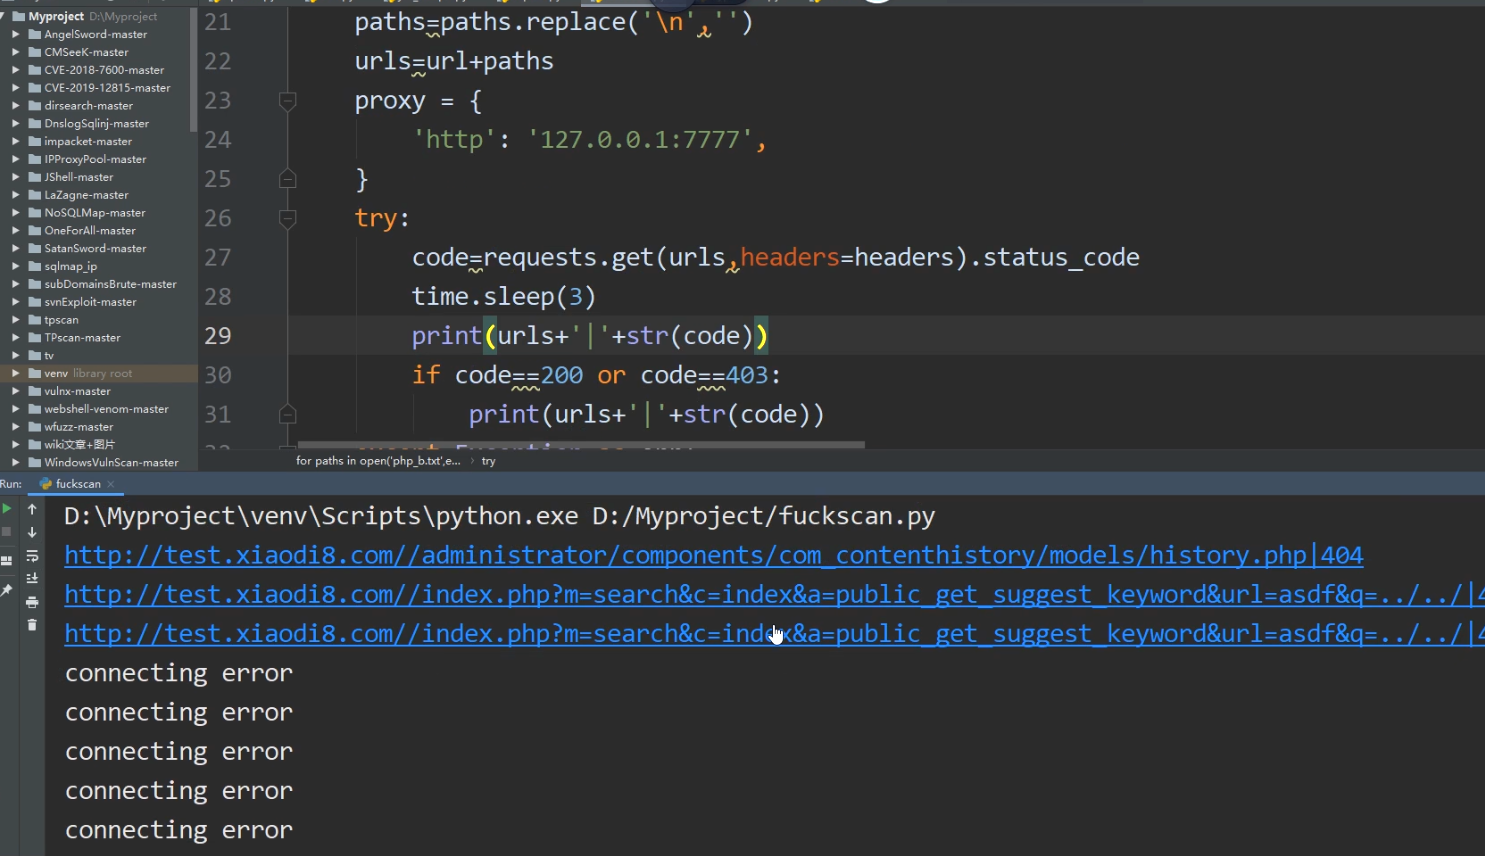 Myproject D:\Myproject
AngelSword-master
CMSeeK-master
CVE-2018-7600-master
CVE-2019-12815-master
dirsearch-master
DnslogSqlinj-master
impacket-master
IPProxyPool-master
JShell-master
LaZagne-master
NoSQLMap-master
OneForAll-master
SatanSword-master
sqlmap_ip
subDomainsBrute-master
svnExploit-master
tpscan
TPscan-master
tv
venv library root
vulnx-master
webshell-venom-master
wfuzz-master
wiki文章+图片
WindowsVulnScan-master
21 paths=paths.replace('\n','')
22 urls=url+paths
23 proxy = {
24 'http': '127.0.0.1:7777',
25 }
26 try:
27 code=requests.get(urls,headers=headers).status_code
28 time.sleep(3)
29 print(urls+'|'+str(code))
30 if code==200 or code==403:
31 print(urls+'|'+str(code))
for paths in open('php_b.txt',e... › try
Run: fuckscan ×
D:\Myproject\venv\Scripts\python.exe D:/Myproject/fuckscan.py
http://test.xiaodi8.com//administrator/components/com_contenthistory/models/history.php|404
http://test.xiaodi8.com//index.php?m=search&c=index&a=public_get_suggest_keyword&url=asdf&q=../../|4
http://test.xiaodi8.com//index.php?m=search&c=index&a=public_get_suggest_keyword&url=asdf&q=../../|4
connecting error
connecting error
connecting error
connecting error
connecting error